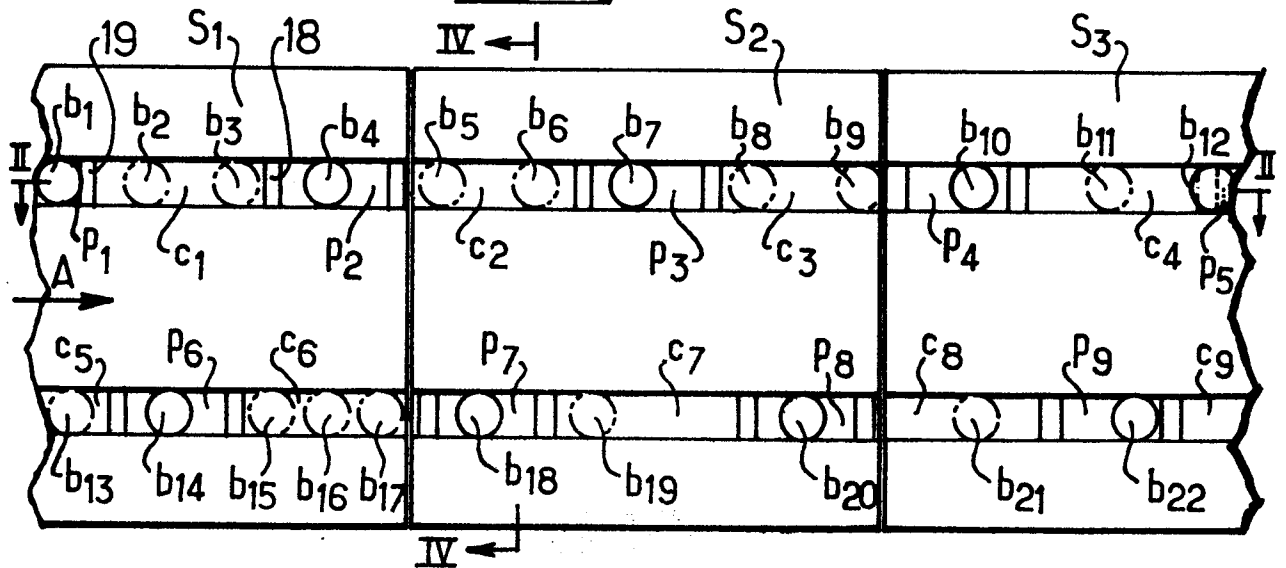 19 S1 18 IV S2 S3
b1 b2 b3 b4 b5 b6 b7 b8 b9 b10 b11 b12
II II
p1 c1 p2 c2 p3 c3 p4 c4 p5
A
c5 p6 c6 p7 c7 p8 c8 p9 c9
b13 b14 b15 b16 b17 b18 b19 b20 b21 b22
IV